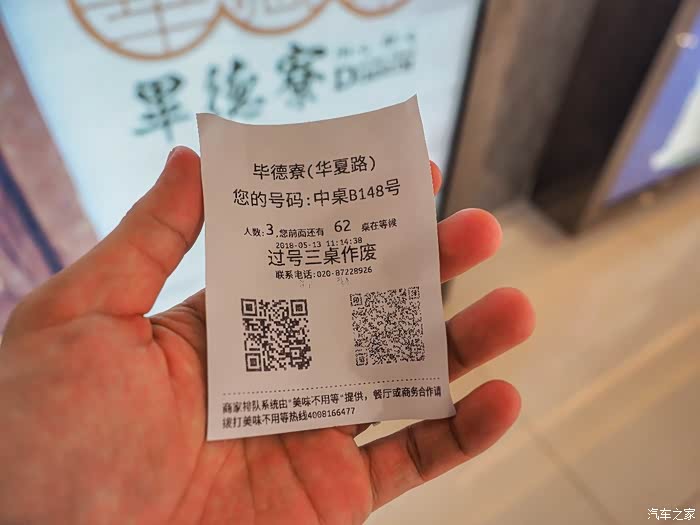 毕德寮
毕德寮(华夏路)
您的号码:中桌B148号
人数:3,您前面还有 62 桌在等候
2018-05-13 11:14:38
过号三桌作废
联系电话:020-87228926
商家排队系统由"美味不用等"提供，餐厅或商务合作请
拨打美味不用等热线4008166477
汽车之家